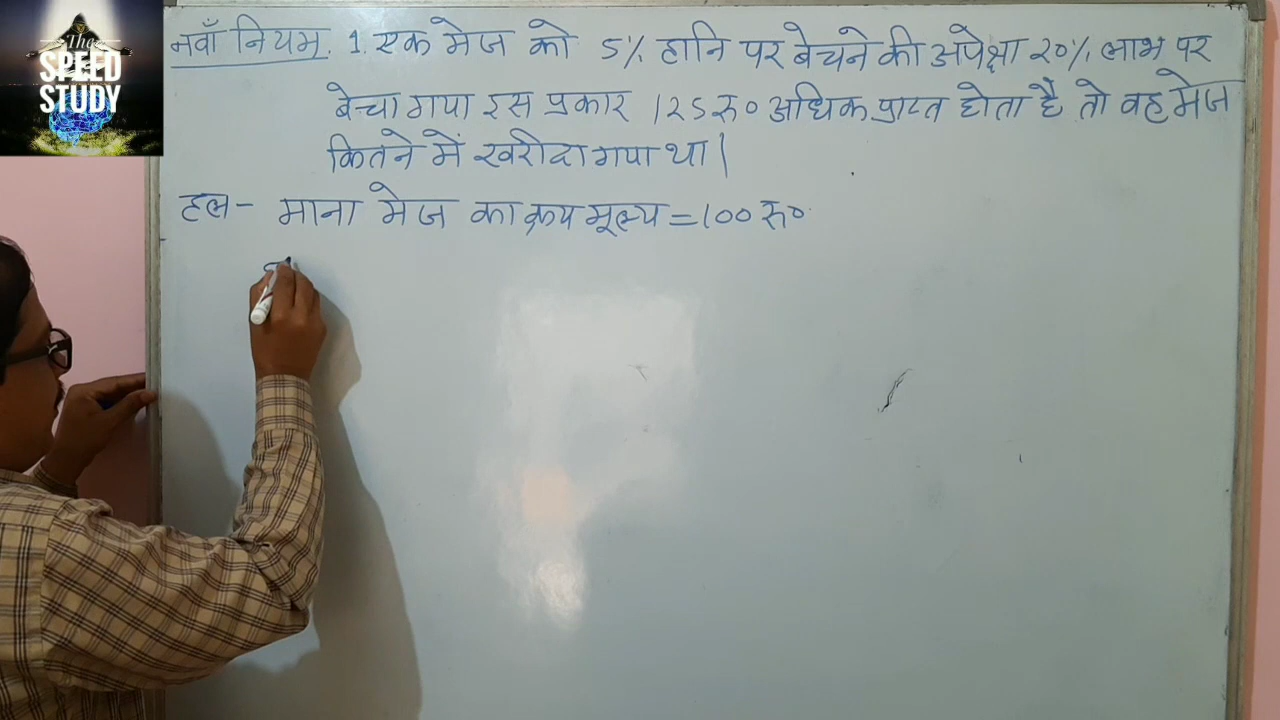 The
SPEED
STUDY
नवाँ नियम. 1. एक मेज को 5% हानि पर बेचने की अपेक्षा 20% लाभ पर
बेचा गया इस प्रकार 125 रु० अधिक प्राप्त होता है तो वह मेज
कितने में खरीदा गया था|
हल- माना मेज का क्रय मूल्य = 100 रु०